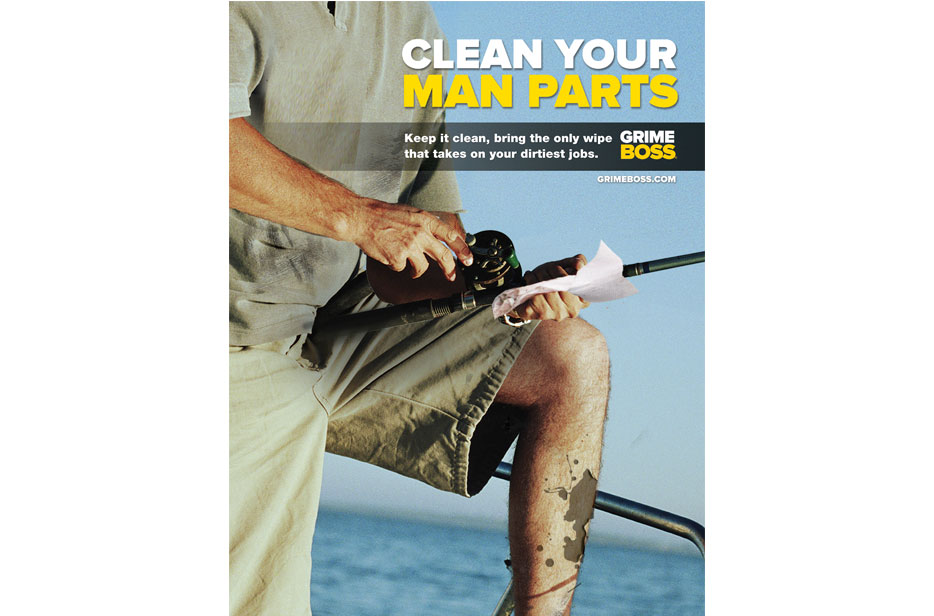 CLEAN YOUR
MAN PARTS
Keep it clean, bring the only wipe
that takes on your dirtiest jobs.
GRIME
BOSS
GRIMEBOSS.COM